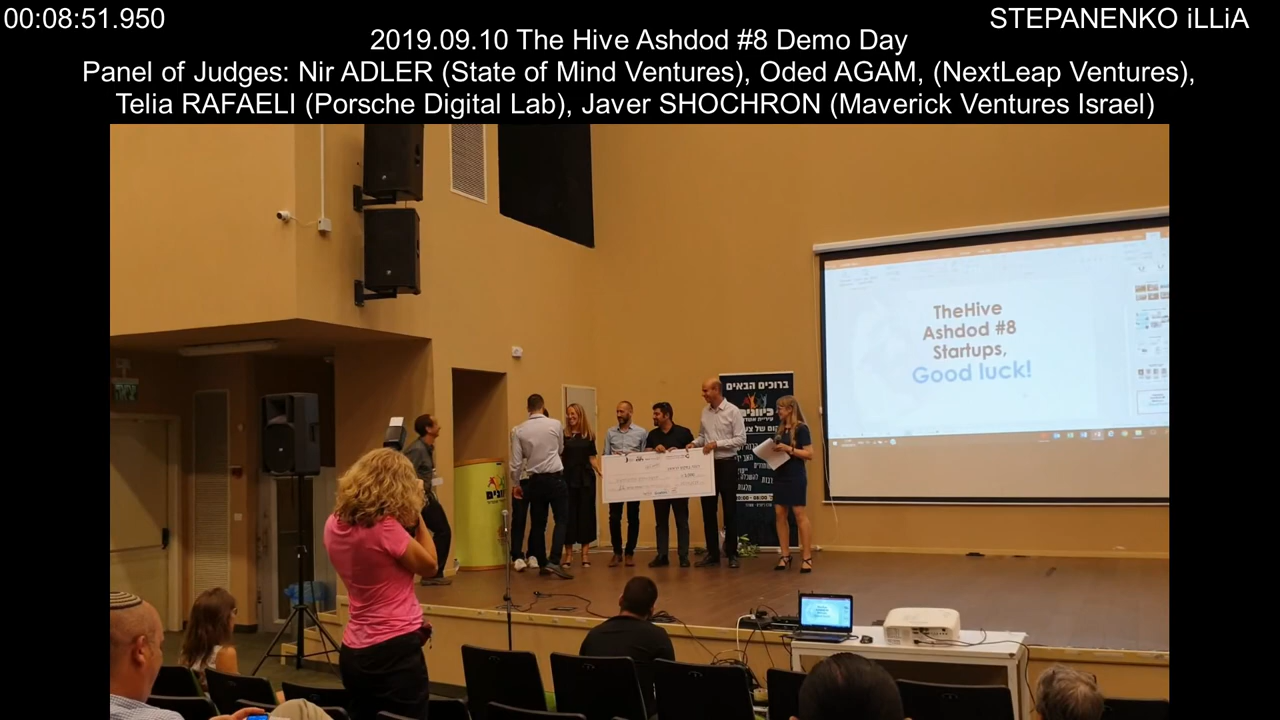 00:08:51.950
STEPANENKO iLLiA
2019.09.10 The Hive Ashdod #8 Demo Day
Panel of Judges: Nir ADLER (State of Mind Ventures), Oded AGAM, (NextLeap Ventures),
Telia RAFAELI (Porsche Digital Lab), Javer SHOCHRON (Maverick Ventures Israel)
TheHive
Ashdod #8
Startups,
Good luck!
ברוכים הבאים